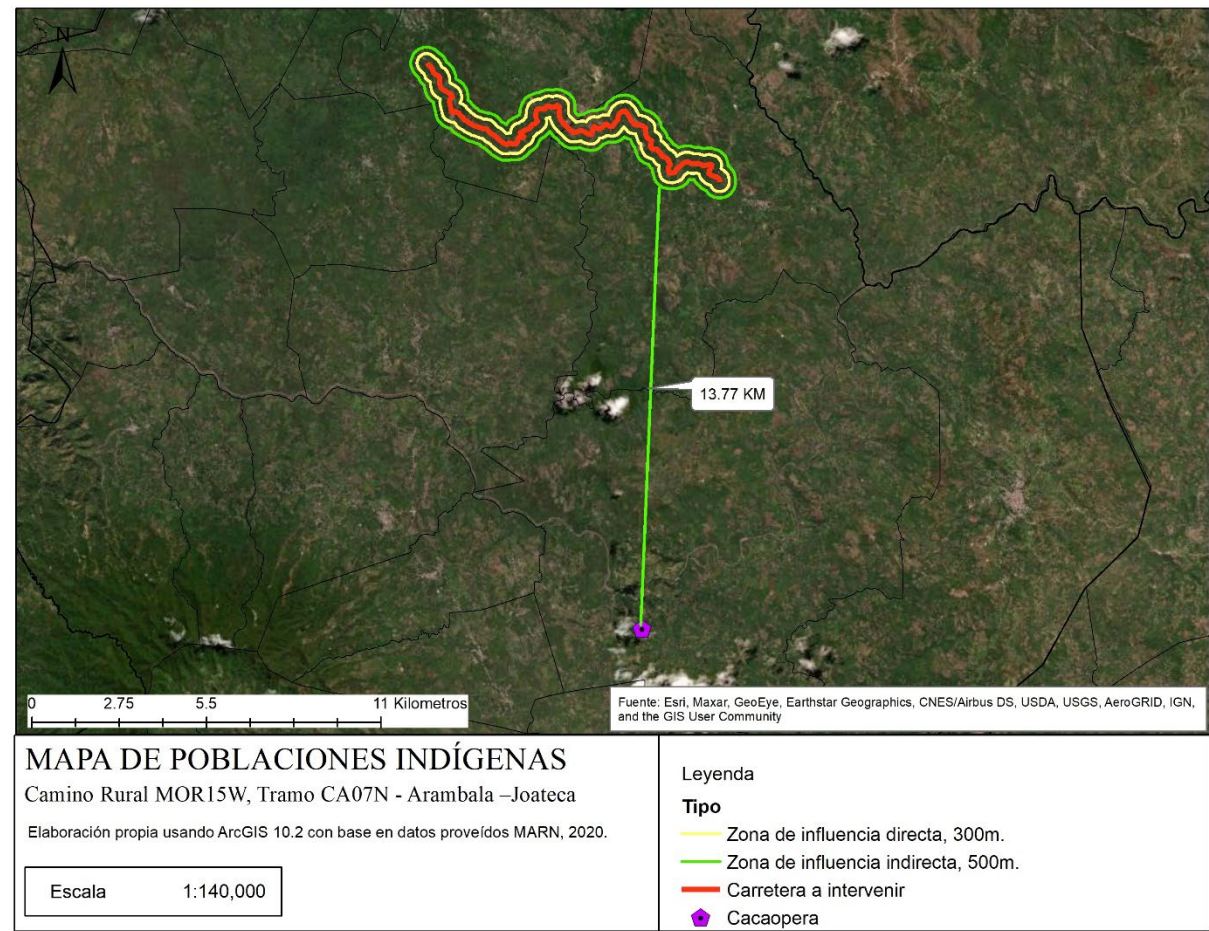 N
13.77 KM
0 2.75 5.5 11 Kilometros
Fuente: Esri, Maxar, GeoEye, Earthstar Geographics, CNES/Airbus DS, USDA, USGS, AeroGRID, IGN,
and the GIS User Community
MAPA DE POBLACIONES INDÍGENAS
Camino Rural MOR15W, Tramo CA07N - Arambala –Joateca
Elaboración propia usando ArcGIS 10.2 con base en datos proveídos MARN, 2020.
Escala 1:140,000
Leyenda
Tipo
Zona de influencia directa, 300m.
Zona de influencia indirecta, 500m.
Carretera a intervenir
Cacaopera